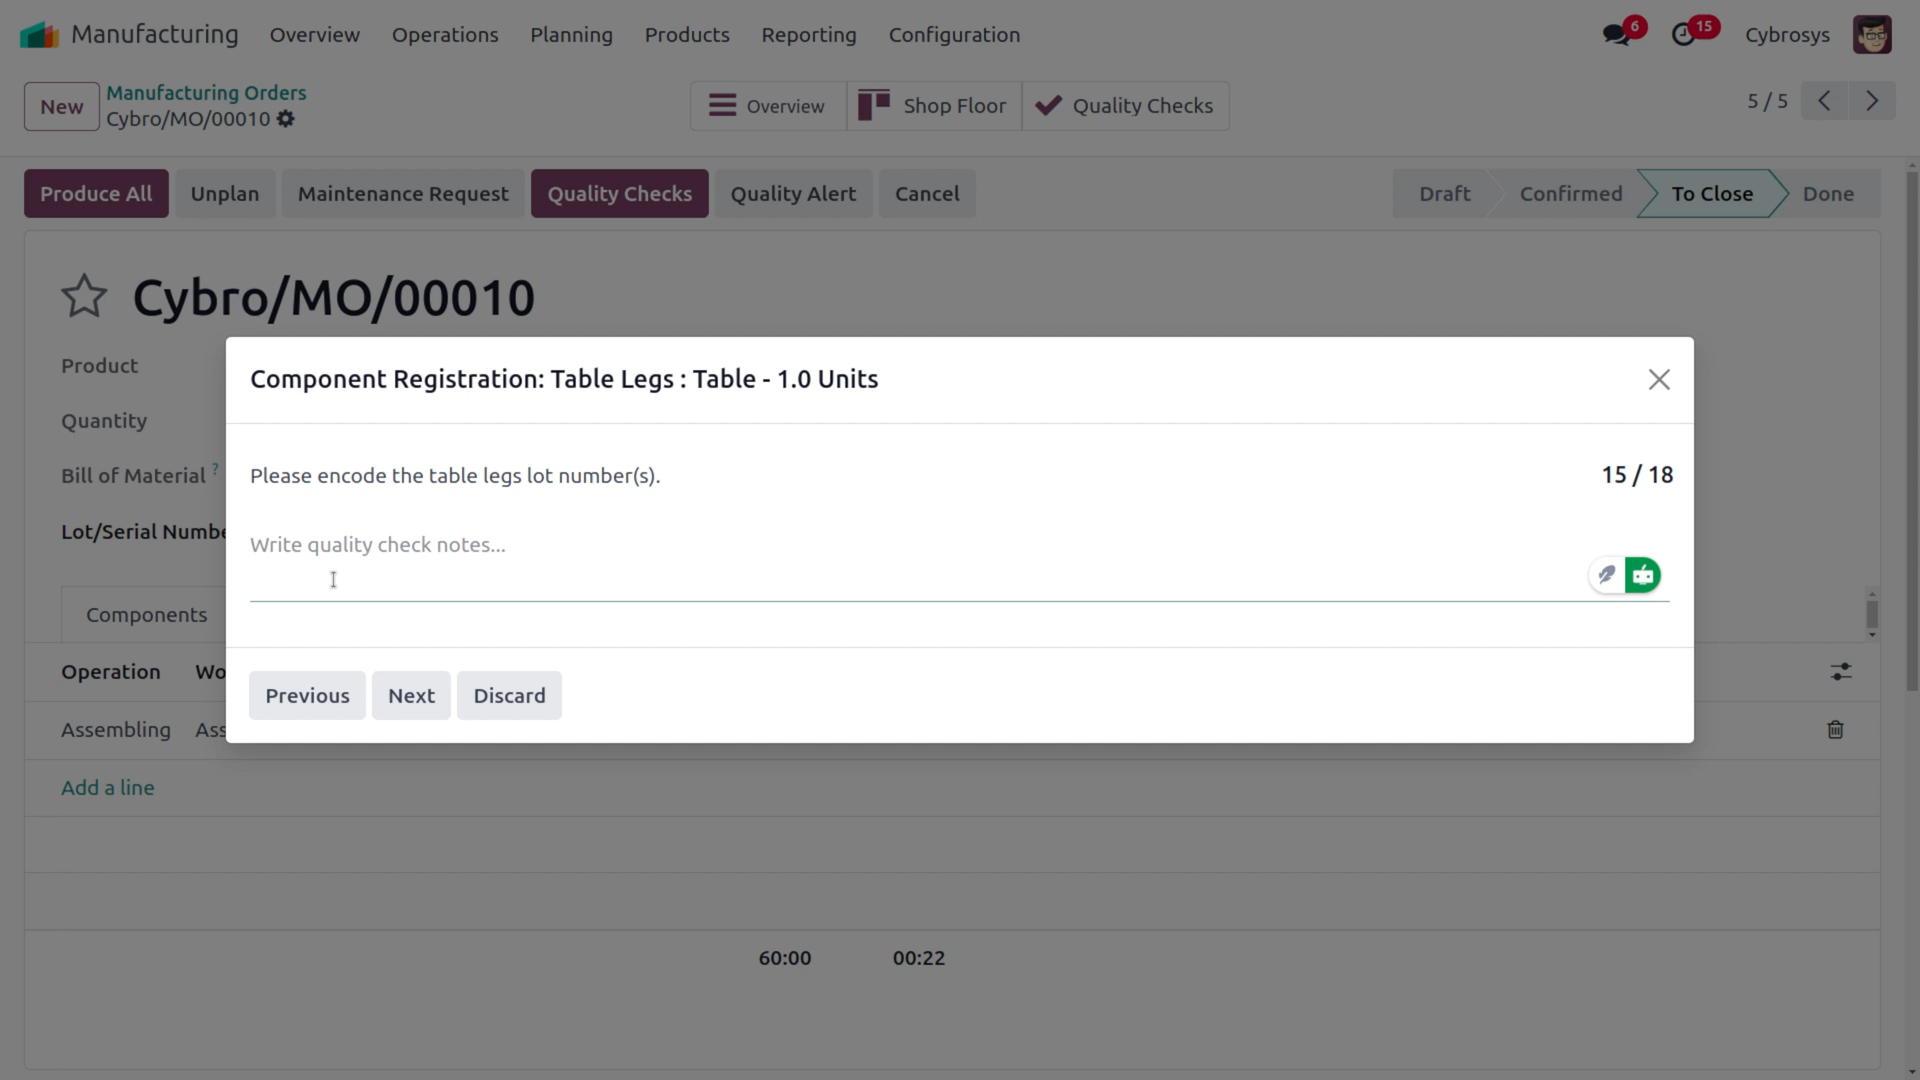 Manufacturing Overview Operations Planning Products Reporting Configuration 6 15 Cybrosys
New Manufacturing Orders
Cybro/MO/00010
Overview Shop Floor Quality Checks 5 / 5
Produce All Unplan Maintenance Request Quality Checks Quality Alert Cancel Draft Confirmed To Close Done
Cybro/MO/00010
Product
Quantity
Bill of Material ?
Lot/Serial Numbe
Component Registration: Table Legs : Table - 1.0 Units
Please encode the table legs lot number(s). 15 / 18
Write quality check notes...
Previous Next Discard
Components
Operation Wo
Assembling Ass
Add a line
60:00 00:22